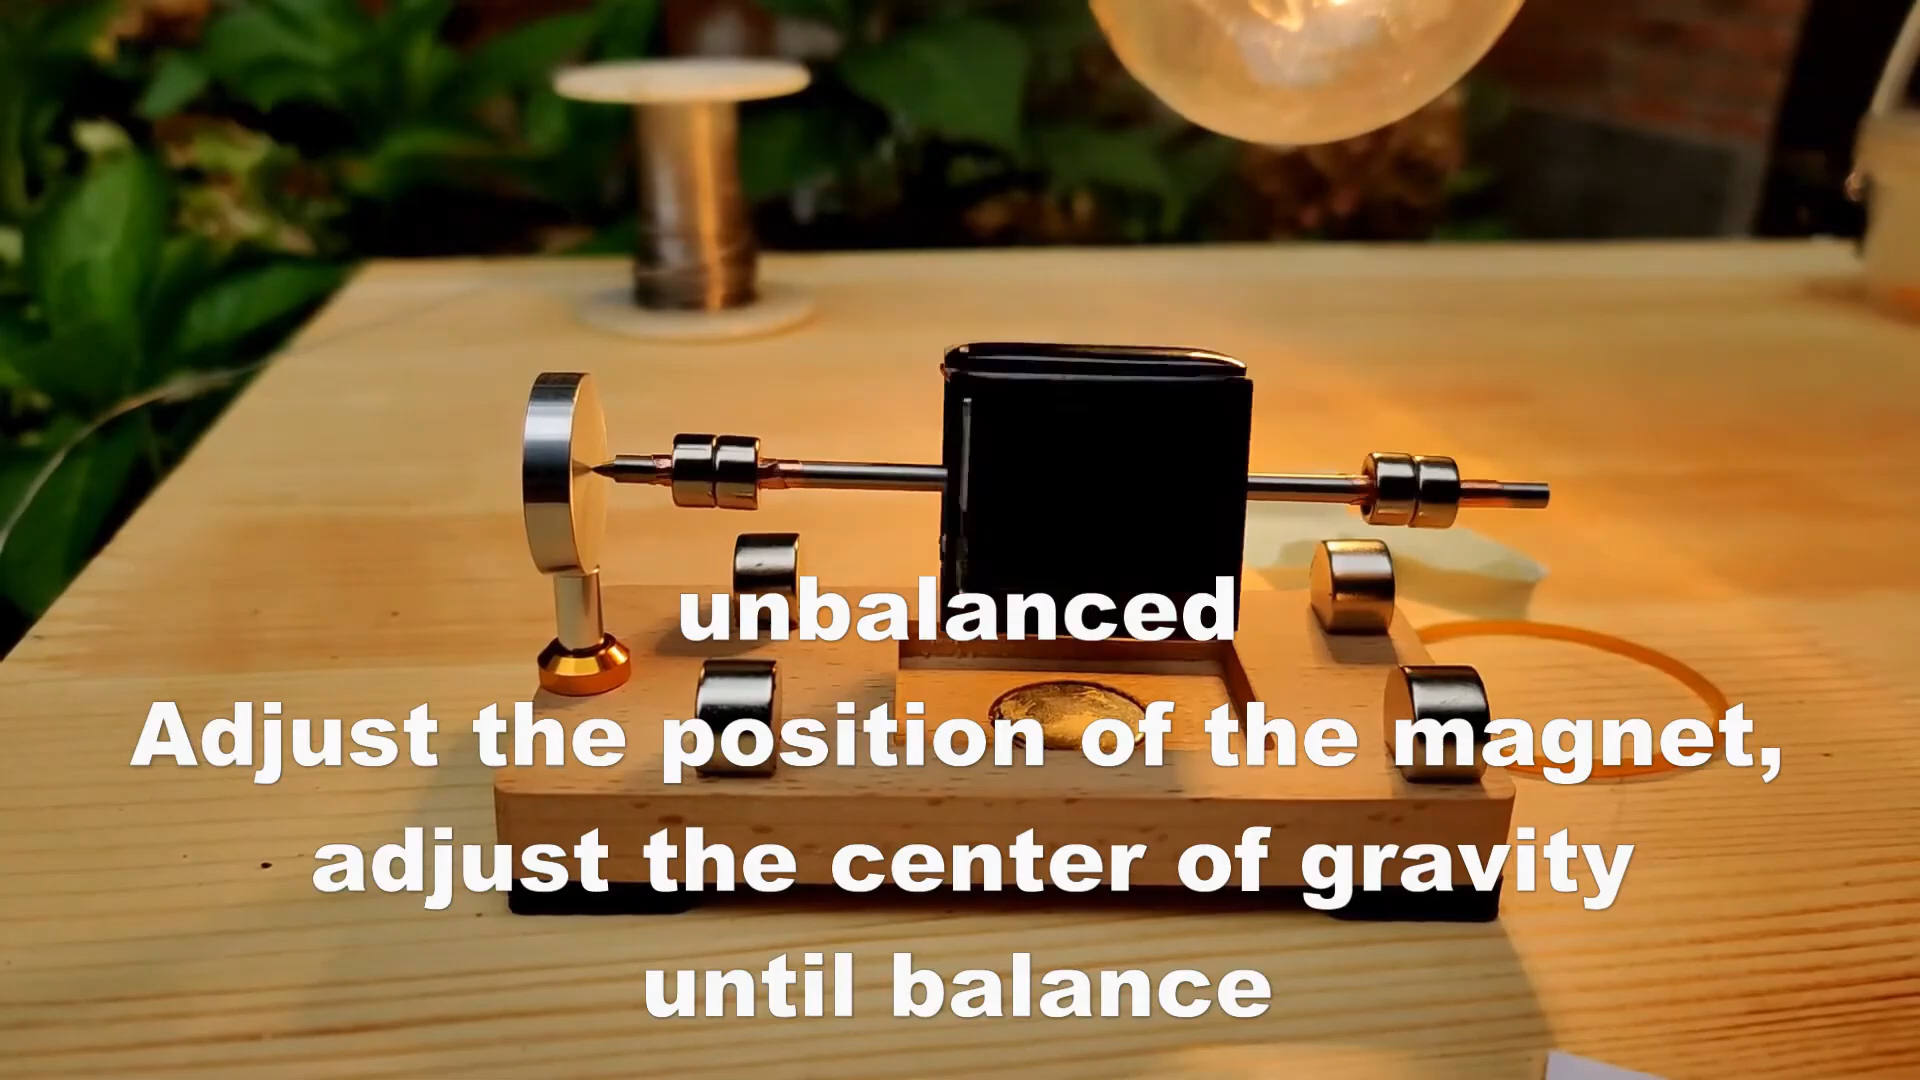 unbalanced
Adjust the position of the magnet,
adjust the center of gravity
until balance